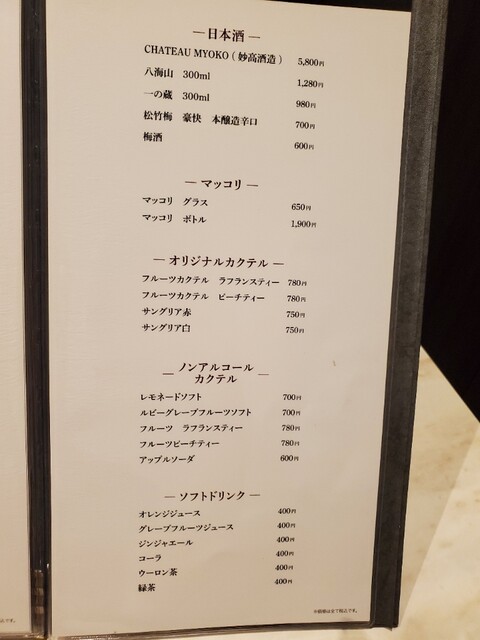 ― 日本酒 ―
CHATEAU MYOKO ( 妙高酒造 ) 5,800円
八海山 300ml 1,280円
一の蔵 300ml 980円
松竹梅 豪快 本醸造辛口 700円
梅酒 600円
― マッコリ ―
マッコリ グラス 650円
マッコリ ボトル 1,900円
― オリジナルカクテル ―
フルーツカクテル ラフランスティー 780円
フルーツカクテル ピーチティー 780円
サングリア赤 750円
サングリア白 750円
― ノンアルコール
カクテル ―
レモネードソフト 700円
ルビーグレープフルーツソフト 700円
フルーツ ラフランスティー 780円
フルーツピーチティー 780円
アップルソーダ 600円
― ソフトドリンク ―
オレンジジュース 400円
グレープフルーツジュース 400円
ジンジャエール 400円
コーラ 400円
ウーロン茶 400円
緑茶 400円
※価格は全て税込です。
です。